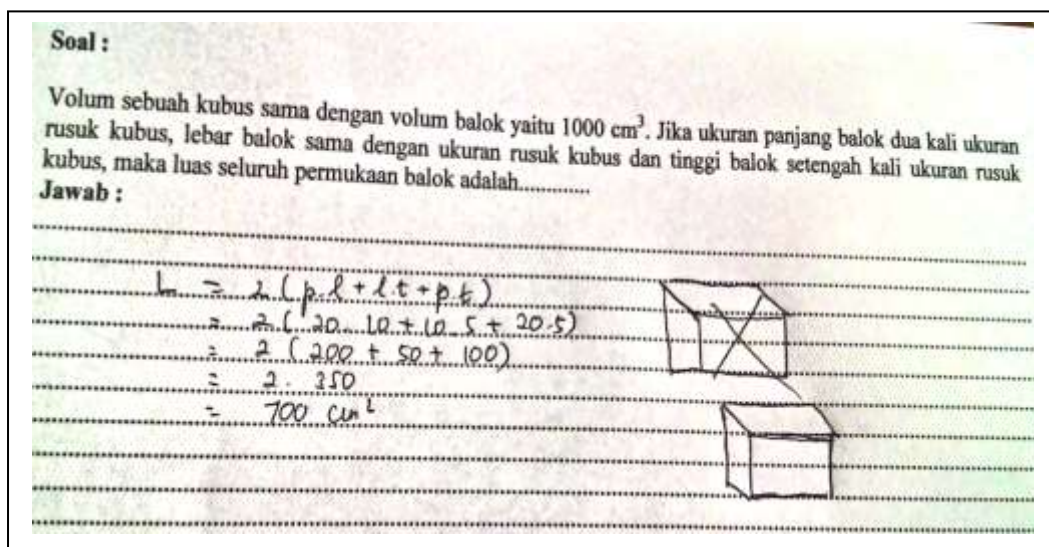 Soal :
Volum sebuah kubus sama dengan volum balok yaitu 1000 cm³. Jika ukuran panjang balok dua kali ukuran
rusuk kubus, lebar balok sama dengan ukuran rusuk kubus dan tinggi balok setengah kali ukuran rusuk
kubus, maka luas seluruh permukaan balok adalah.............
Jawab :
L = 2 (p.l + l.t + p.t)
= 2 ( 20. 10 + 10. 5 + 20.5)
= 2 ( 200 + 50 + 100)
= 2. 350
= 700 cm²